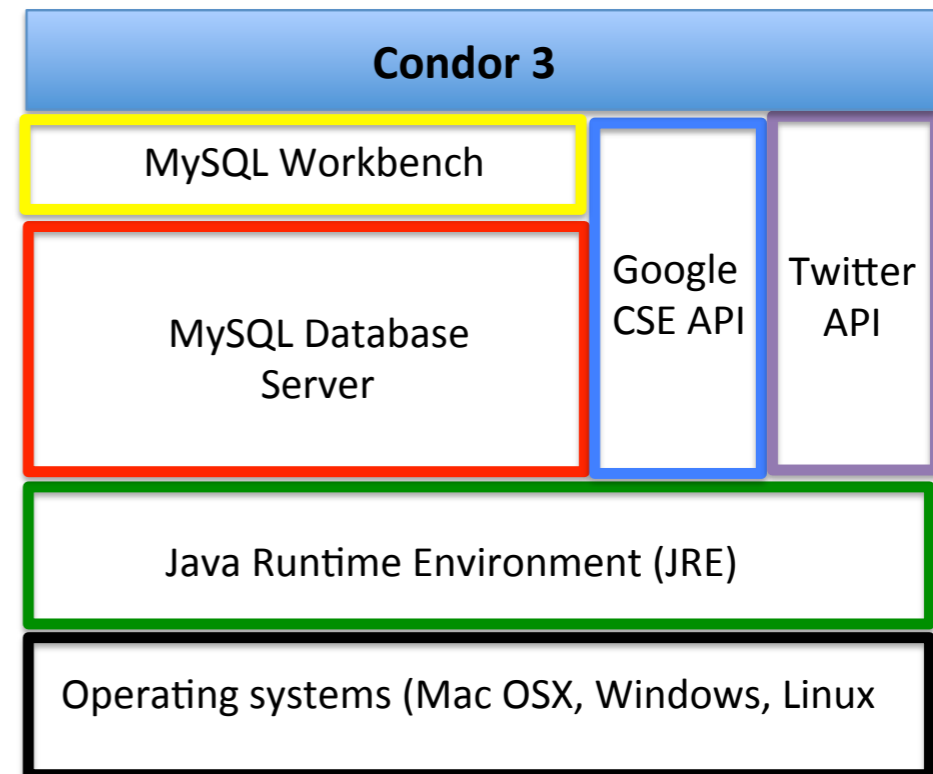 Condor 3
MySQL Workbench
MySQL Database
Server
Google
CSE API
Twitter
API
Java Runtime Environment (JRE)
Operating systems (Mac OSX, Windows, Linux